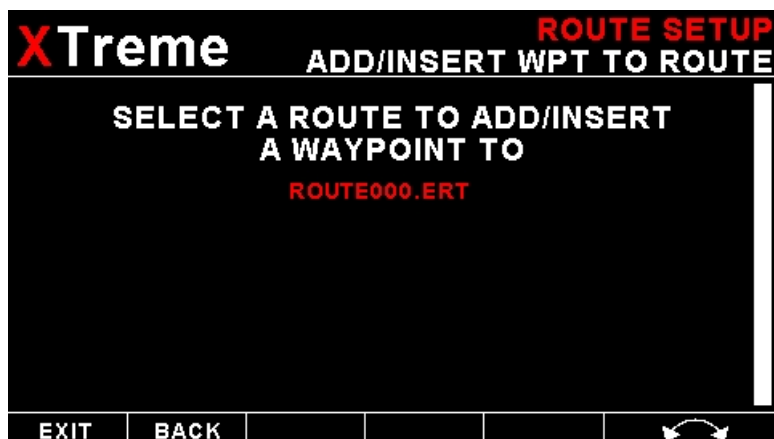 XTreme
ROUTE SETUP
ADD/INSERT WPT TO ROUTE
SELECT A ROUTE TO ADD/INSERT
A WAYPOINT TO
ROUTE000.ERT
EXIT BACK